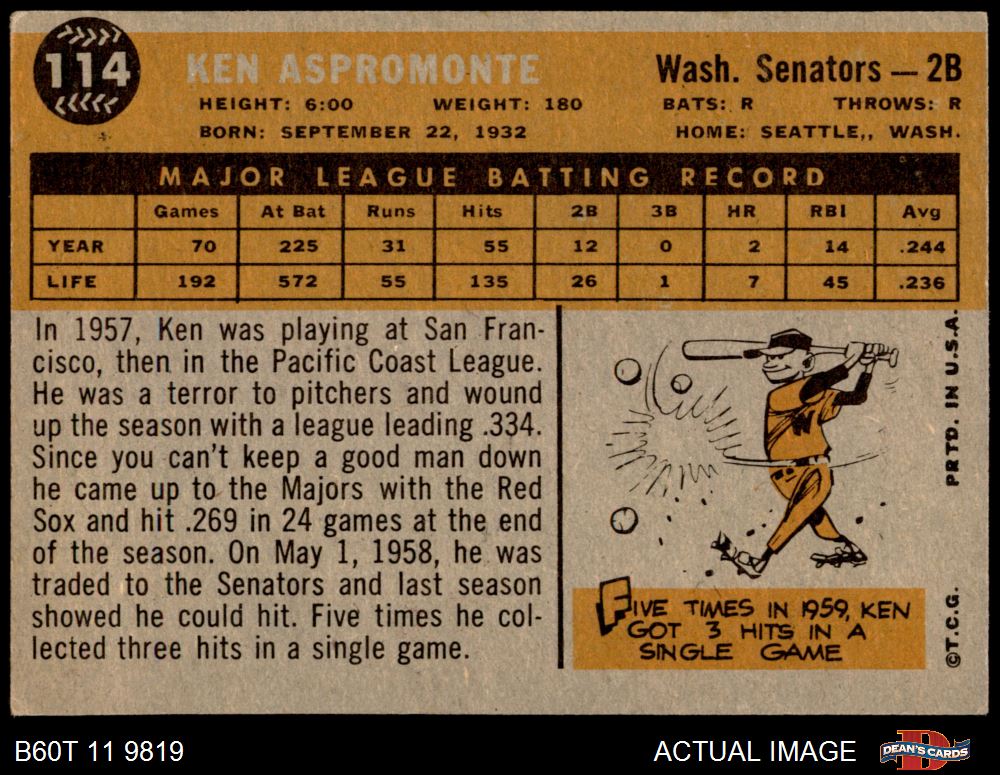 114
KEN ASPROMONTE
Wash. Senators — 2B
HEIGHT: 6:00 WEIGHT: 180 BATS: R THROWS: R
BORN: SEPTEMBER 22, 1932 HOME: SEATTLE,, WASH.
MAJOR LEAGUE BATTING RECORD
Games At Bat Runs Hits 2B 3B HR RBI Avg
YEAR 70 225 31 55 12 0 2 14 .244
LIFE 192 572 55 135 26 1 7 45 .236
In 1957, Ken was playing at San Fran-
cisco, then in the Pacific Coast League.
He was a terror to pitchers and wound
up the season with a league leading .334.
Since you can't keep a good man down
he came up to the Majors with the Red
Sox and hit .269 in 24 games at the end
of the season. On May 1, 1958, he was
traded to the Senators and last season
showed he could hit. Five times he col-
lected three hits in a single game.
W
FIVE TIMES IN 1959, KEN
GOT 3 HITS IN A
SINGLE GAME
©T.C.G. PRTD. IN U.S.A.
B60T 11 9819
ACTUAL IMAGE
D
DEAN'S CARDS